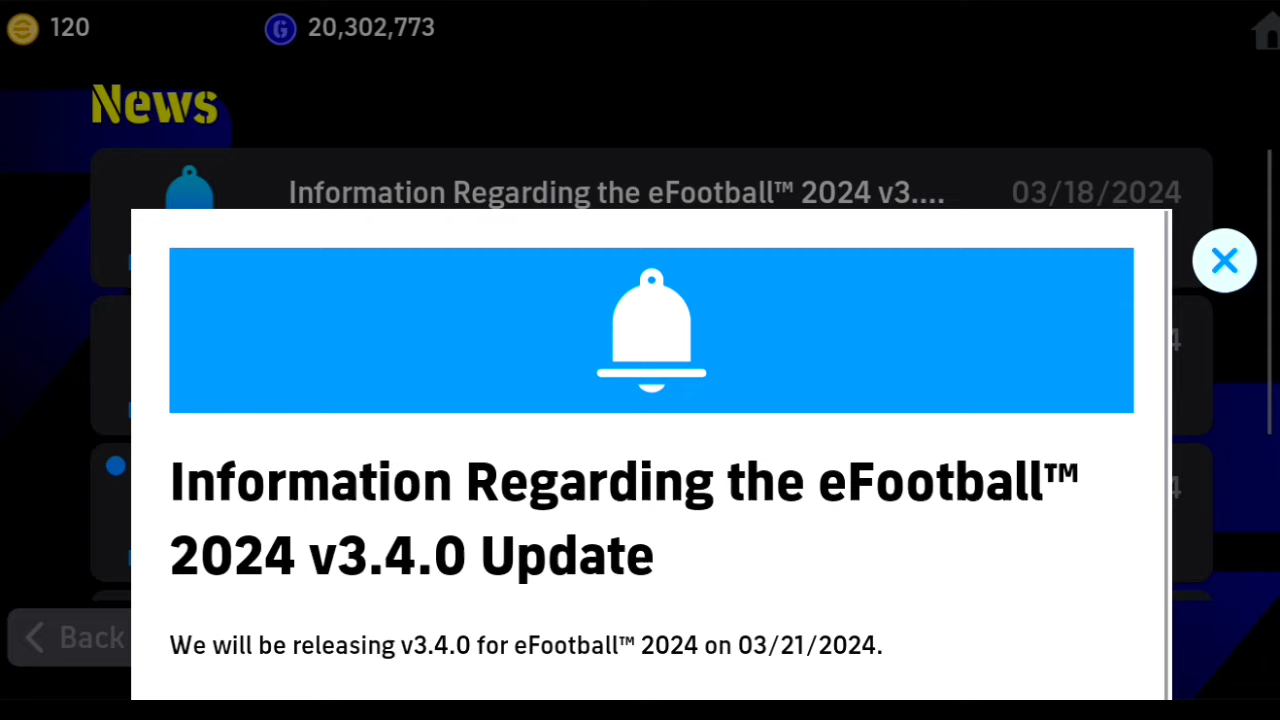 120
20,302,773
News
Information Regarding the eFootball™ 2024 v3....
03/18/2024
4
Information Regarding the eFootball™
2024 v3.4.0 Update
4
Back
We will be releasing v3.4.0 for eFootball™ 2024 on 03/21/2024.